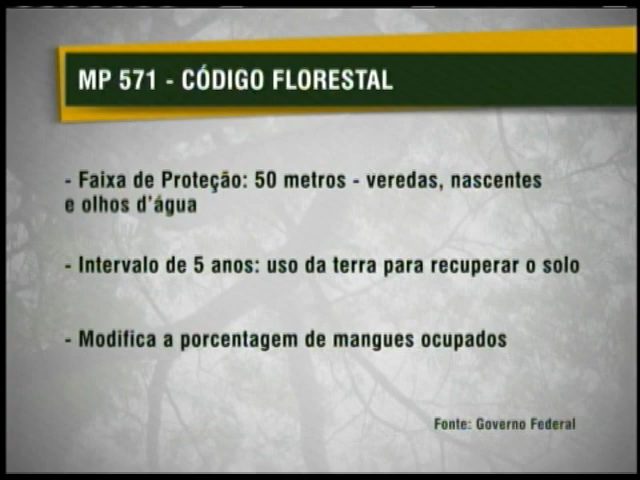 MP 571 - CÓDIGO FLORESTAL
- Faixa de Proteção: 50 metros - veredas, nascentes
e olhos d'água
- Intervalo de 5 anos: uso da terra para recuperar o solo
- Modifica a porcentagem de mangues ocupados
Fonte: Governo Federal